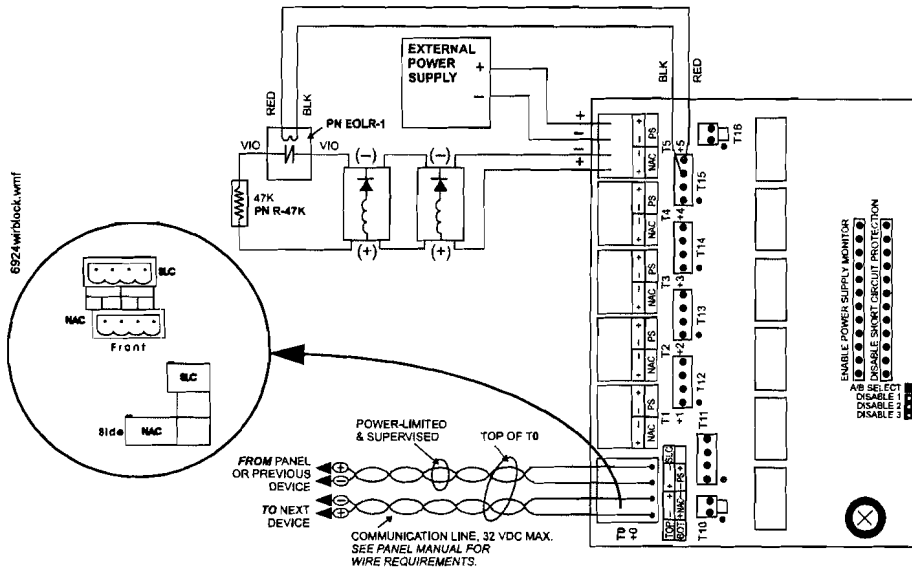 EXTERNAL
POWER
SUPPLY
+
−
RED
BLK
BLK
RED
PN EOLR-1
VIO
VIO
47K
PN R-47K
(−)
(−)
(+)
(+)
+
−
−
+
6924wirblock.wmf
SLC
NAC
Front
SLC
Side
NAC
+ − − +
NAC PS
T5 +5
T16
T15
+ − − +
NAC PS
T4 +4
T14
+ − − +
NAC PS
T3 +3
T13
+ − − +
NAC PS
T2 +2
T12
+ − − +
NAC PS
T1 +1
T11
ENABLE POWER SUPPLY MONITOR
DISABLE SHORT CIRCUIT PROTECTION
A/B SELECT
DISABLE 1
DISABLE 2
DISABLE 3
POWER-LIMITED
& SUPERVISED
TOP OF T0
FROM PANEL
OR PREVIOUS
DEVICE
+
−
TO NEXT
DEVICE
−
+
COMMUNICATION LINE, 32 VDC MAX.
SEE PANEL MANUAL FOR
WIRE REQUIREMENTS.
T0
+0
TOP − + + − SLC
BOT +NAC− −PS+
T10